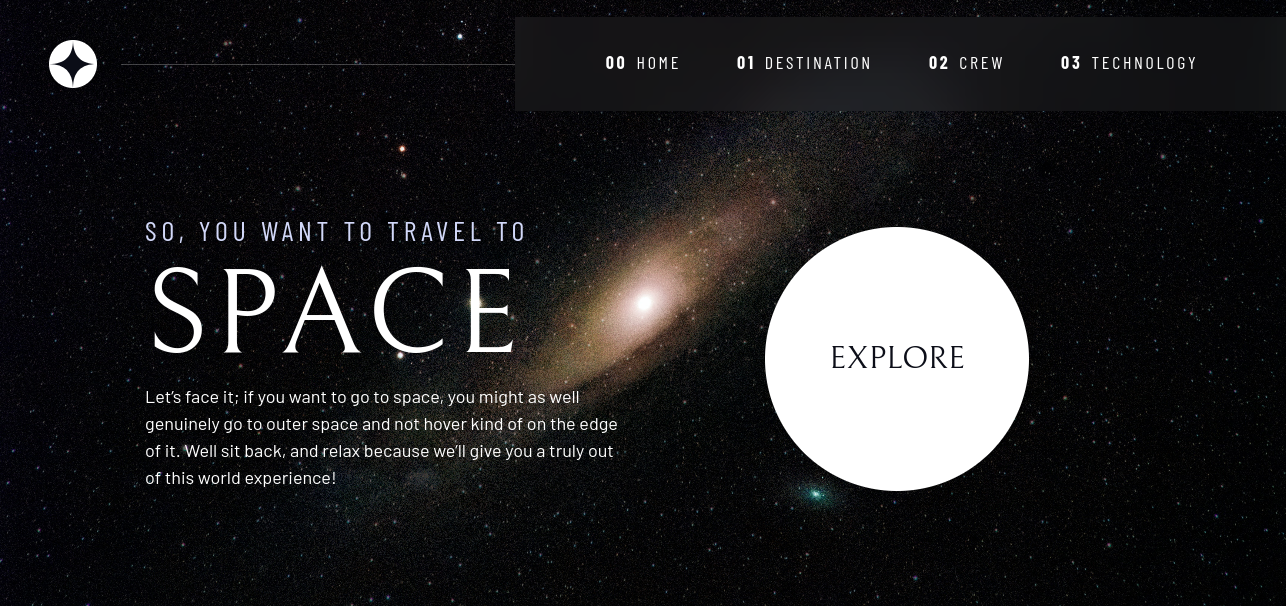 00 HOME 01 DESTINATION 02 CREW 03 TECHNOLOGY
SO, YOU WANT TO TRAVEL TO
SPACE
Let’s face it; if you want to go to space, you might as well
genuinely go to outer space and not hover kind of on the edge
of it. Well sit back, and relax because we’ll give you a truly out
of this world experience!
EXPLORE